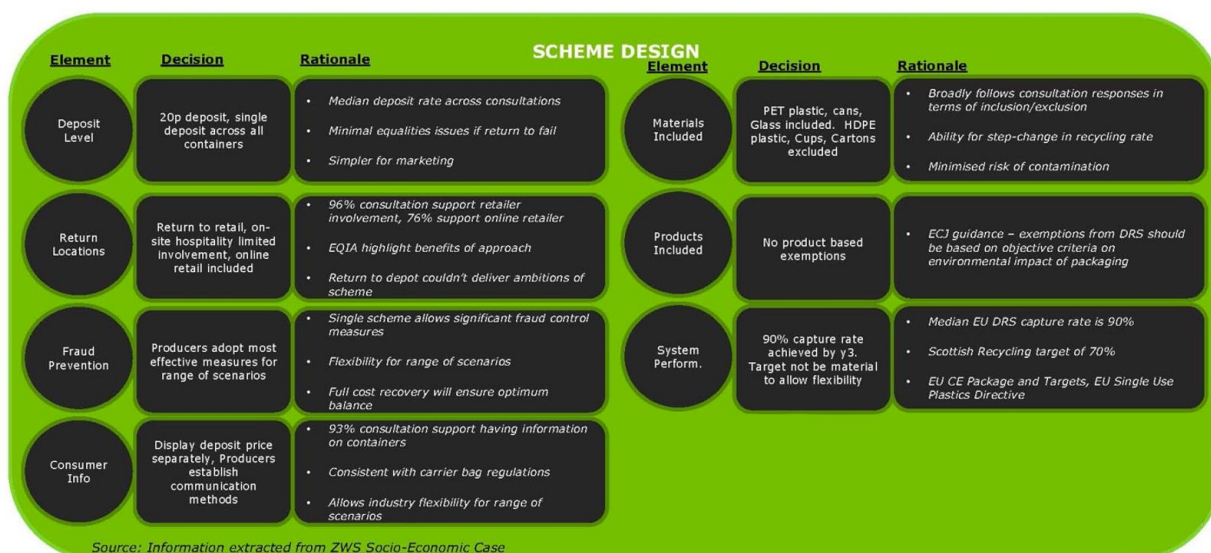 SCHEME DESIGN
Element Decision Rationale
Deposit
Level
20p deposit, single
deposit across all
containers
• Median deposit rate across consultations
• Minimal equalities issues if return to fail
• Simpler for marketing
Return
Locations
Return to retail, on-
site hospitality limited
involvement, online
retail included
• 96% consultation support retailer
involvement, 76% support online retailer
• EQIA highlight benefits of approach
• Return to depot couldn't deliver ambitions of
scheme
Fraud
Prevention
Producers adopt most
effective measures for
range of scenarios
• Single scheme allows significant fraud control
measures
• Flexibility for range of scenarios
• Full cost recovery will ensure optimum
balance
Consumer
Info
Display deposit price
separately, Producers
establish
communication
methods
• 93% consultation support having information
on containers
• Consistent with carrier bag regulations
• Allows industry flexibility for range of
scenarios
Element Decision Rationale
Materials
Included
PET plastic, cans,
Glass included. HDPE
plastic, Cups, Cartons
excluded
• Broadly follows consultation responses in
terms of inclusion/exclusion
• Ability for step-change in recycling rate
• Minimised risk of contamination
Products
Included
No product based
exemptions
• ECJ guidance – exemptions from DRS should
be based on objective criteria on
environmental impact of packaging
System
Perform.
90% capture rate
achieved by y3.
Target not be material
to allow flexibility
• Median EU DRS capture rate is 90%
• Scottish Recycling target of 70%
• EU CE Package and Targets, EU Single Use
Plastics Directive
Source: Information extracted from ZWS Socio-Economic Case